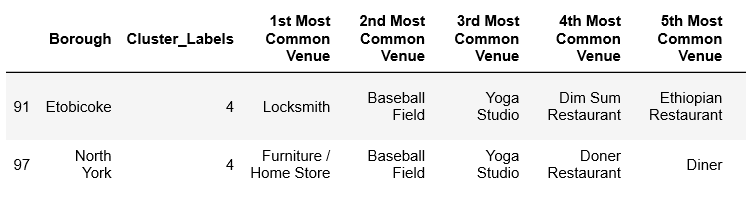 Borough Cluster_Labels 1st Most Common Venue 2nd Most Common Venue 3rd Most Common Venue 4th Most Common Venue 5th Most Common Venue
91 Etobicoke 4 Locksmith Baseball Field Yoga Studio Dim Sum Restaurant Ethiopian Restaurant
97 North York 4 Furniture / Home Store Baseball Field Yoga Studio Doner Restaurant Diner